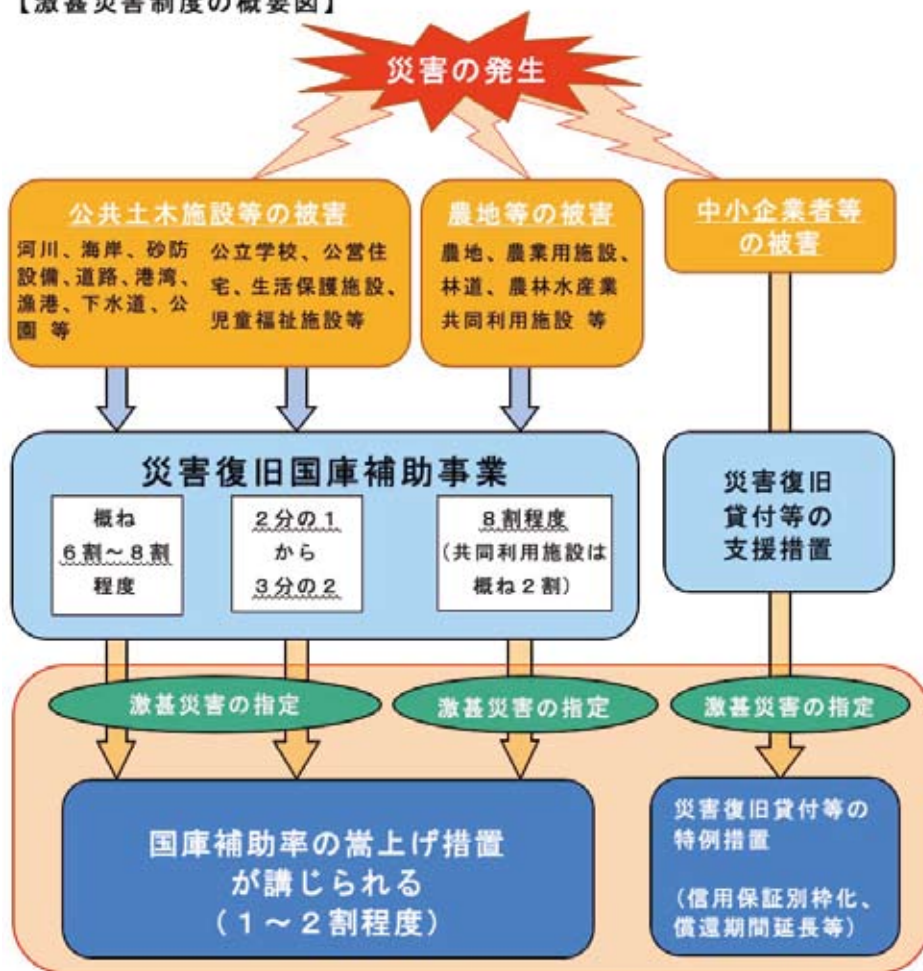 【激甚災害制度の概要図】
災害の発生
公共土木施設等の被害
河川、海岸、砂防
設備、道路、港湾、
漁港、下水道、公
園 等
公立学校、公営住
宅、生活保護施設、
児童福祉施設等
農地等の被害
農地、農業用施設、
林道、農林水産業
共同利用施設 等
中小企業者等
の被害
災害復旧国庫補助事業
概ね
6割～8割
程度
2分の1
から
3分の2
8割程度
(共同利用施設は
概ね2割)
災害復旧
貸付等の
支援措置
激甚災害の指定
激甚災害の指定
激甚災害の指定
国庫補助率の嵩上げ措置
が講じられる
(1～2割程度)
災害復旧貸付等の
特例措置
(信用保証別枠化、
償還期間延長等)